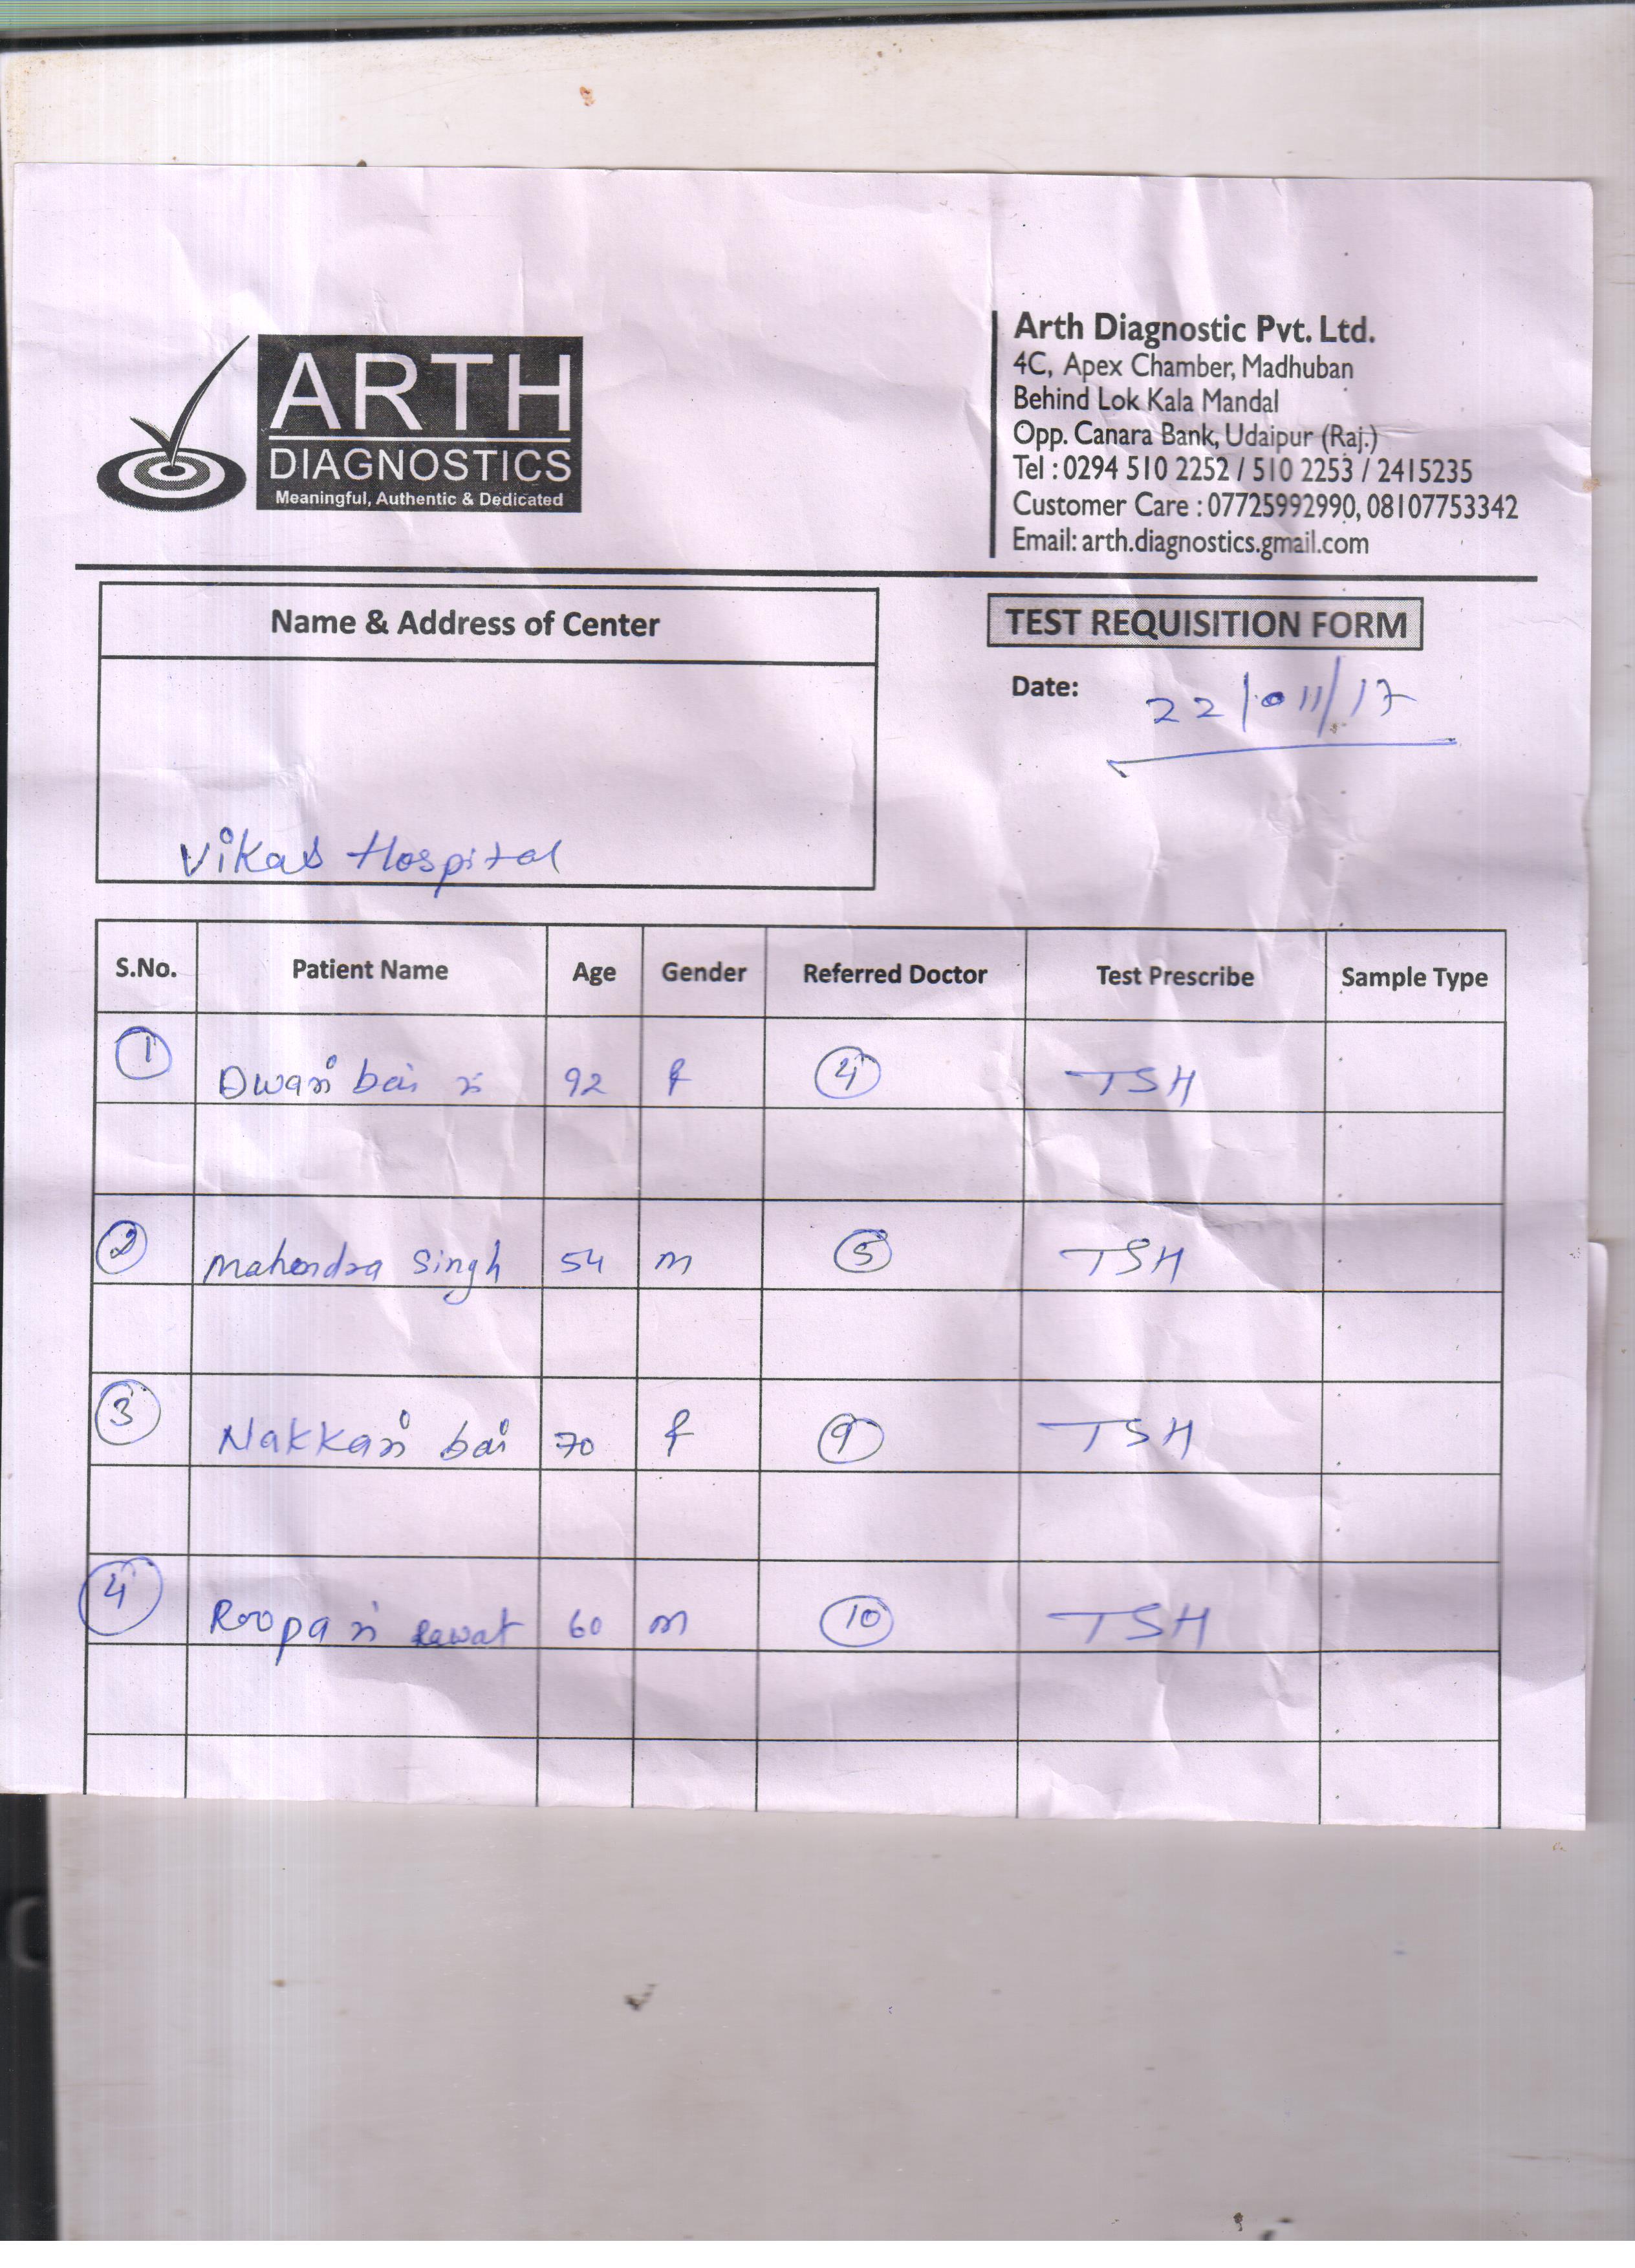 ARTH
DIAGNOSTICS
Meaningful, Authentic & Dedicated
Arth Diagnostic Pvt. Ltd.
4C, Apex Chamber, Madhuban
Behind Lok Kala Mandal
Opp. Canara Bank, Udaipur (Raj.)
Tel : 0294 510 2252 / 510 2253 / 2415235
Customer Care : 07725992990, 08107753342
Email: arth.diagnostics.gmail.com
Name & Address of Center
Vikas Hospital
TEST REQUISITION FORM
Date: 22/11/17
S.No. Patient Name Age Gender Referred Doctor Test Prescribe Sample Type
1 bai 92 f 4 TSH
2 Mahendra Singh 54 m 5 TSH
3 Nakkari bai 70 f 9 TSH
4 Rawat 60 m 10 TSH